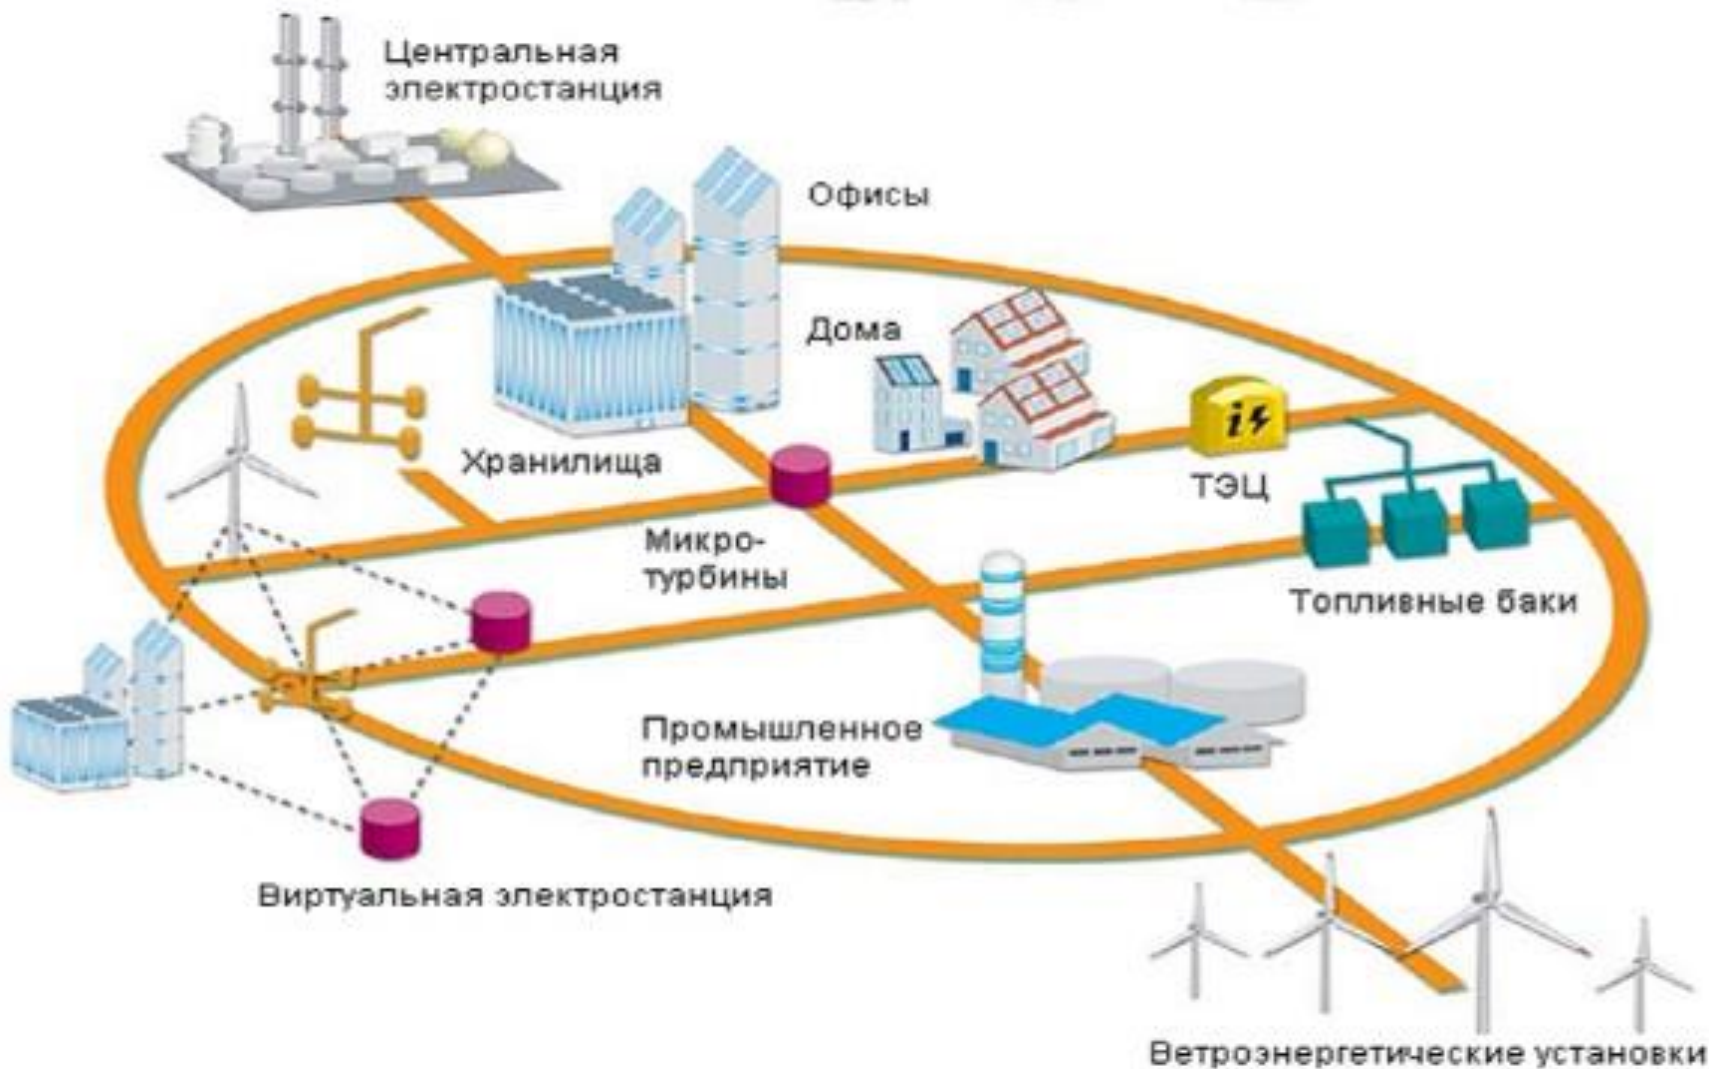 Центральная
электростанция
Офисы
Дома
Хранилища
ТЭЦ
Микро-
турбины
Топливные баки
Промышленное
предприятие
Виртуальная электростанция
Ветроэнергетические установки